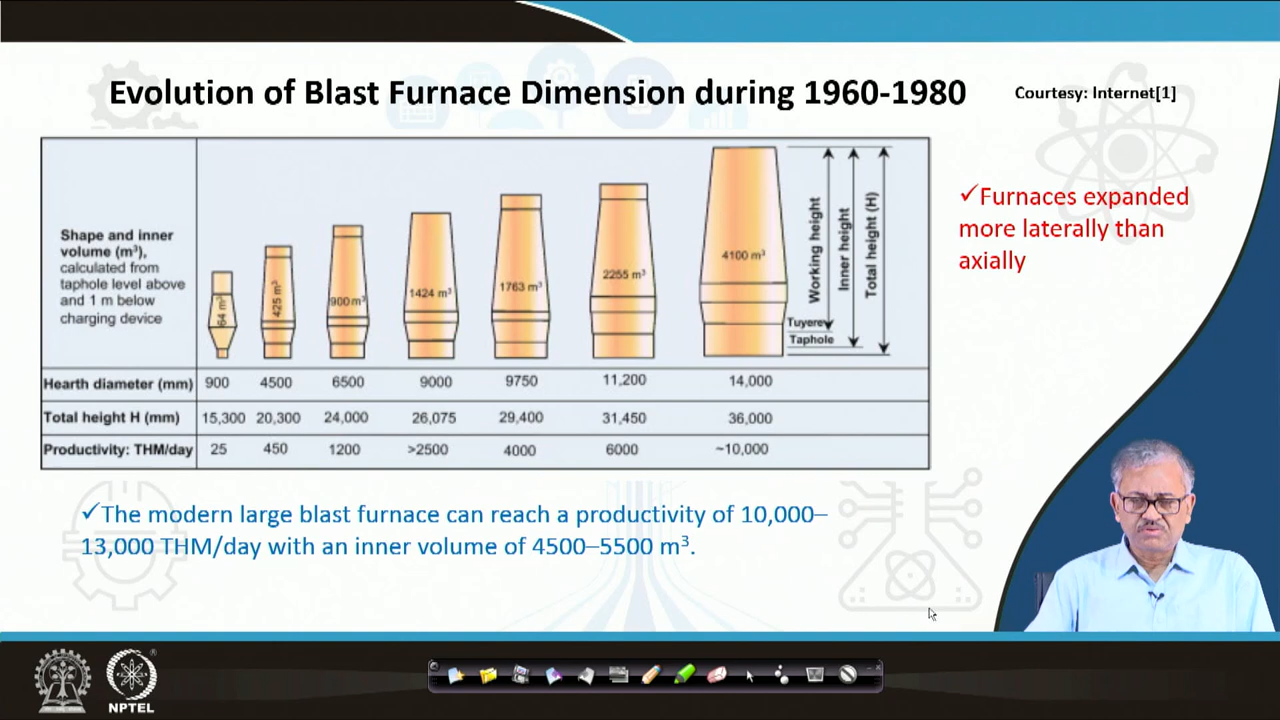 Evolution of Blast Furnace Dimension during 1960-1980
Courtesy: Internet[1]
Shape and inner
volume (m³),
calculated from
taphole level above
and 1 m below
charging device
64 m³
425 m³
900 m³
1424 m³
1763 m³
2255 m³
4100 m³
Working height
Inner height
Total height (H)
Tuyere
Taphole
Hearth diameter (mm) 900 4500 6500 9000 9750 11,200 14,000
Total height H (mm) 15,300 20,300 24,000 26,075 29,400 31,450 36,000
Productivity: THM/day 25 450 1200 >2500 4000 6000 ~10,000
✓Furnaces expanded
more laterally than
axially
✓The modern large blast furnace can reach a productivity of 10,000–
13,000 THM/day with an inner volume of 4500–5500 m³.
NPTEL